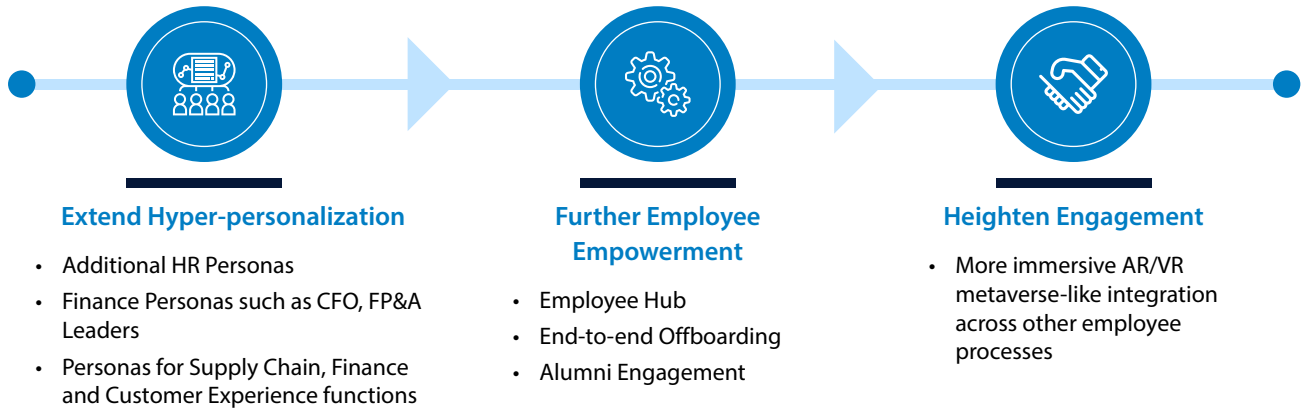 Extend Hyper-personalization
• Additional HR Personas
• Finance Personas such as CFO, FP&A
Leaders
• Personas for Supply Chain, Finance
and Customer Experience functions
Further Employee
Empowerment
• Employee Hub
• End-to-end Offboarding
• Alumni Engagement
Heighten Engagement
• More immersive AR/VR
metaverse-like integration
across other employee
processes